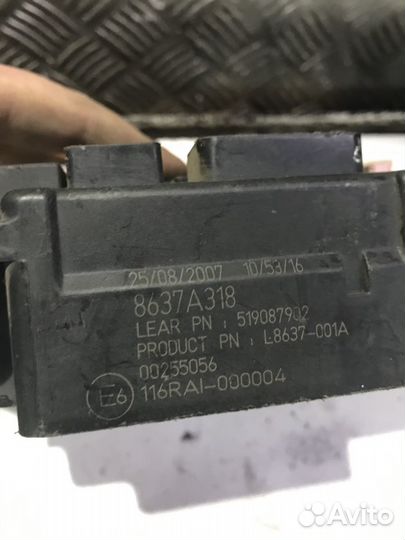 25/08/2007 10/53/16
8637A318
LEAR PN : 519087902
PRODUCT PN : L8637-001A
00255056
E6 116RAI-000004
Avito